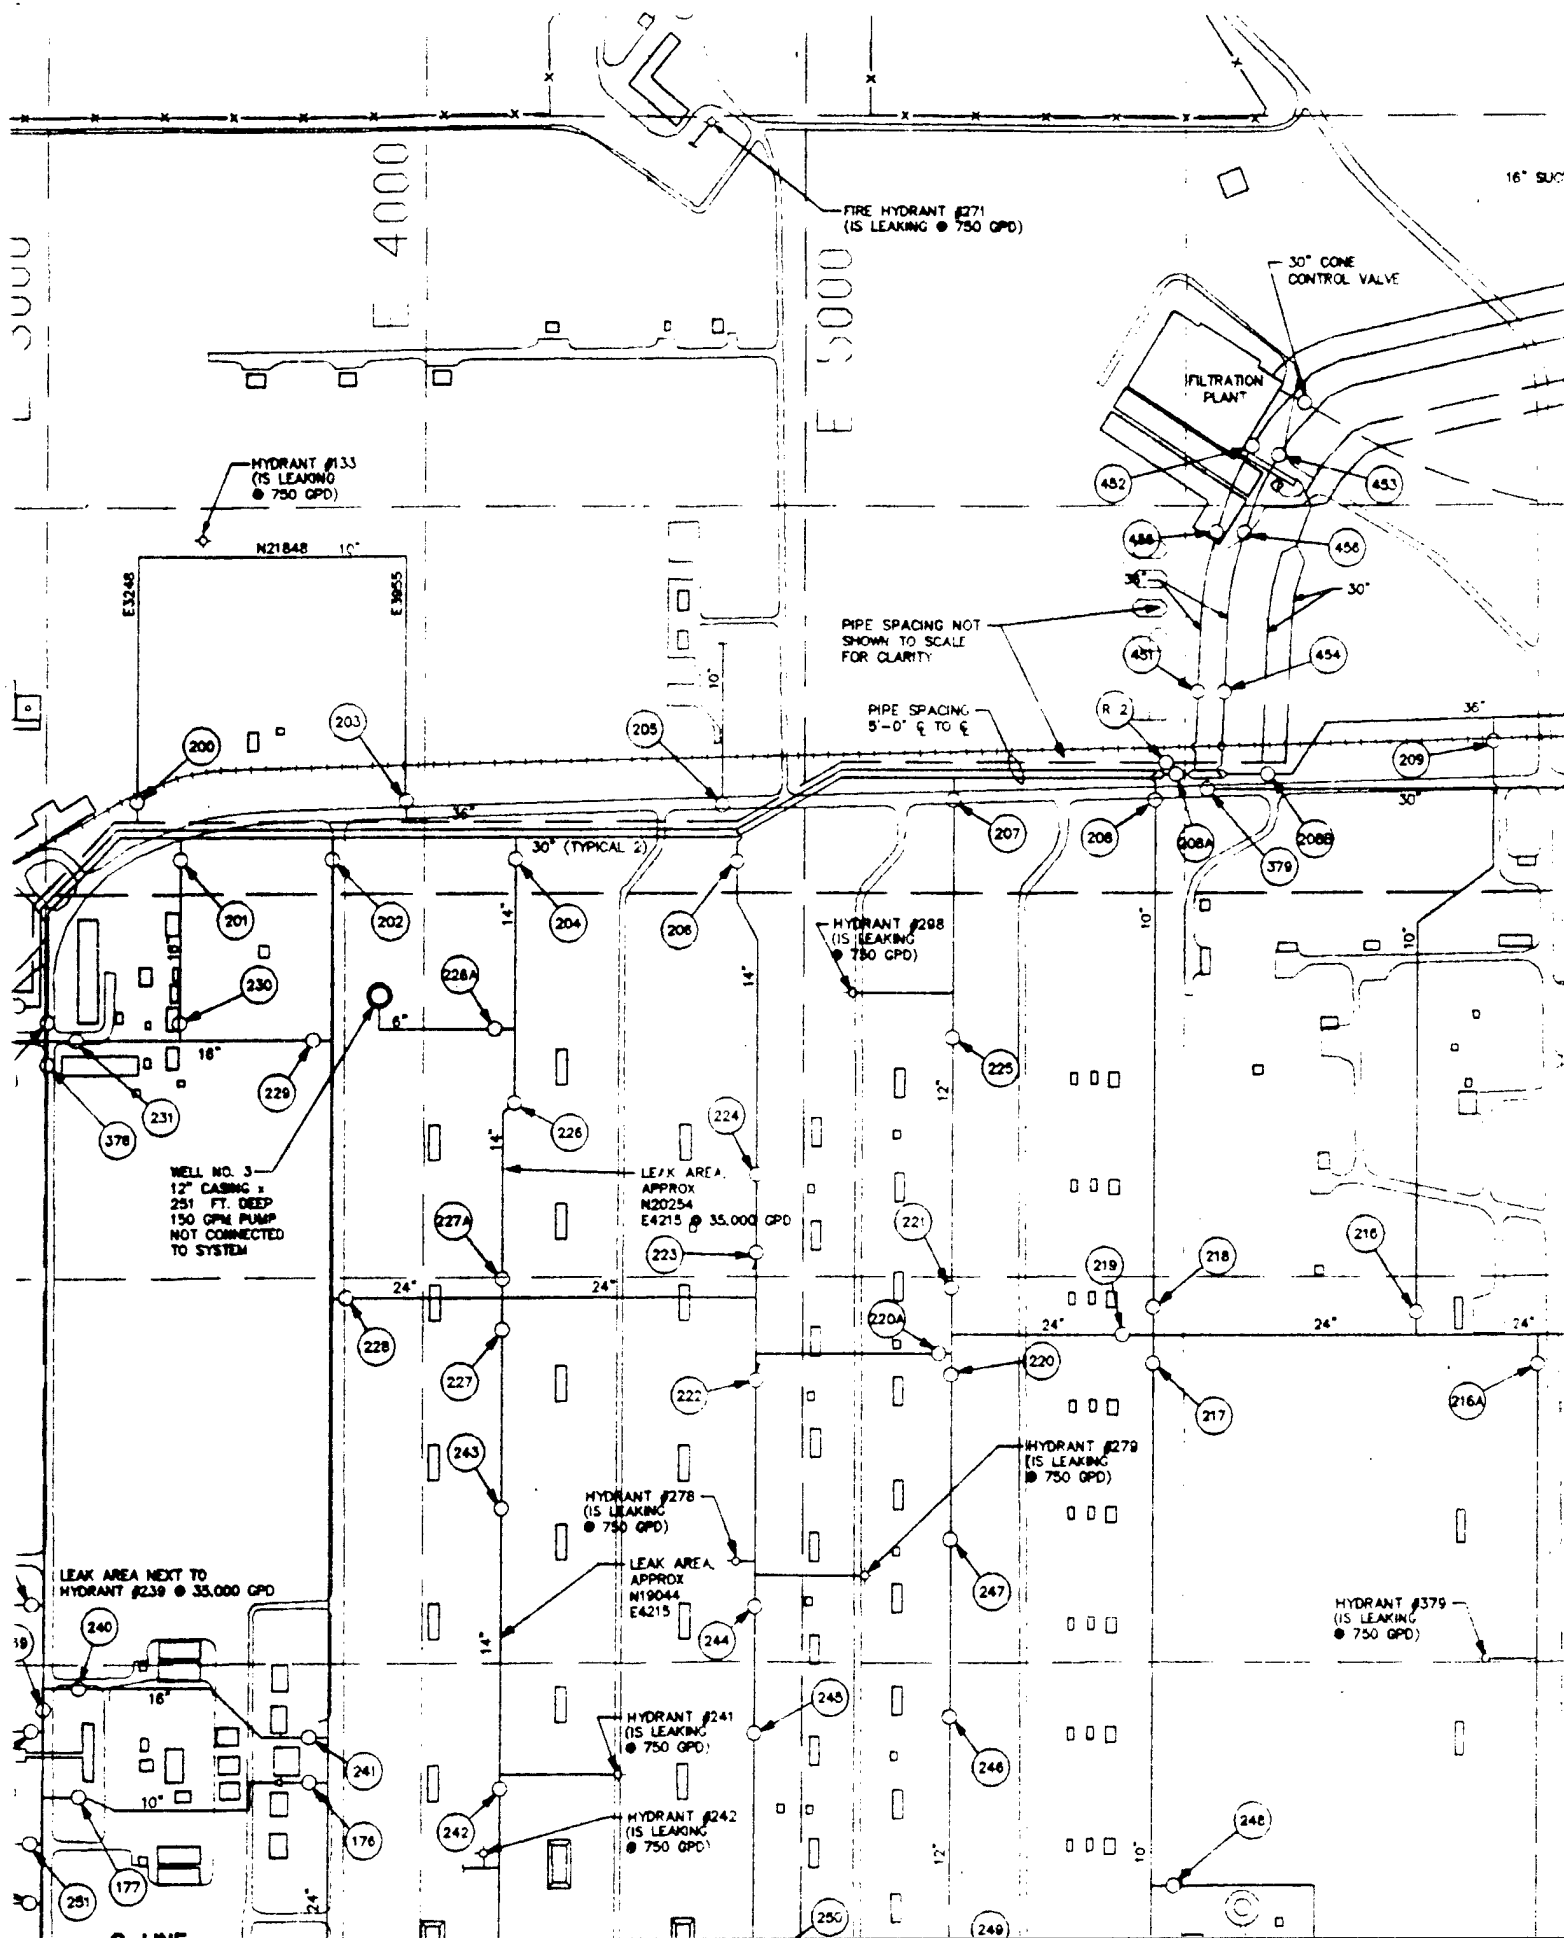 16" SUC
FIRE HYDRANT #271
(IS LEAKING @ 750 GPD)
E 4000
E 5000
30" CONE
CONTROL VALVE
FILTRATION
PLANT
HYDRANT #133
(IS LEAKING
@ 750 GPD)
452
453
N21848 10"
455
456
E3248
E3955
36"
30"
PIPE SPACING NOT
SHOWN TO SCALE
FOR CLARITY
451
454
10"
PIPE SPACING
5'-0" ℄ TO ℄
R 2
36"
200
203
205
209
36"
30"
207
208
208A
208B
379
30" (TYPICAL 2)
201
202
204
206
14"
10"
10"
16"
HYDRANT #298
(IS LEAKING
@ 750 GPD)
14"
230
226A
6"
16"
229
231
378
225
12"
226
14"
224
WELL NO. 3
12" CASING x
251 FT. DEEP
150 GPM PUMP
NOT CONNECTED
TO SYSTEM
LEAK AREA
APPROX
N20254
E4215 @ 35,000 GPD
227A
223
221
218
219
216
24"
24"
220A
24"
24"
24"
228
227
222
220
217
216A
243
HYDRANT #279
(IS LEAKING
@ 750 GPD)
HYDRANT #278
(IS LEAKING
@ 750 GPD)
LEAK AREA
APPROX
N19044
E4215
247
LEAK AREA NEXT TO
HYDRANT #239 @ 35,000 GPD
HYDRANT #379
(IS LEAKING
@ 750 GPD)
240
39
244
14"
16"
245
HYDRANT #241
(IS LEAKING
@ 750 GPD)
241
246
10"
176
242
HYDRANT #242
(IS LEAKING
@ 750 GPD)
248
12"
10"
177
251
24"
250
249